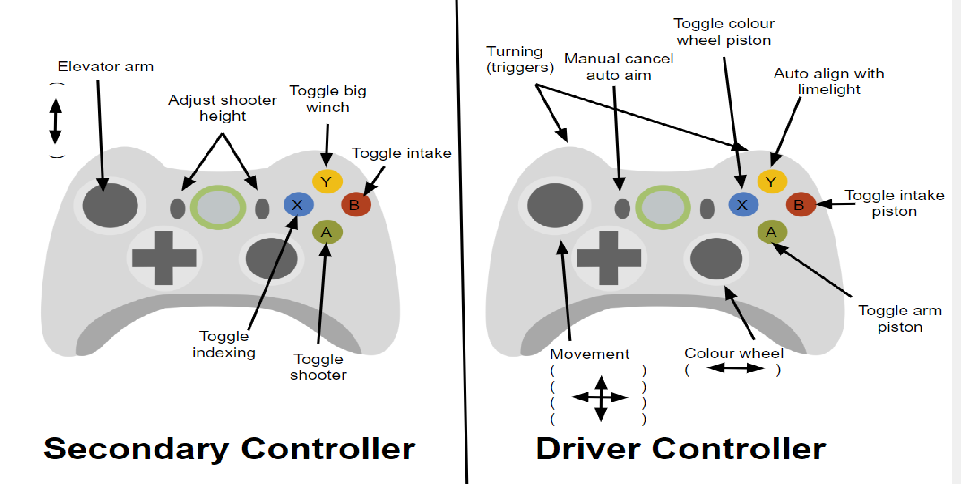 Elevator arm
Adjust shooter
height
Toggle big
winch
Toggle intake
Y
X
B
A
Toggle
indexing
Toggle
shooter
Secondary Controller
Turning
(triggers)
Manual cancel
auto aim
Toggle colour
wheel piston
Auto align with
limelight
Y
X
B
A
Toggle intake
piston
Toggle arm
piston
Movement
( )
( )
( )
( )
Colour wheel
( )
Driver Controller